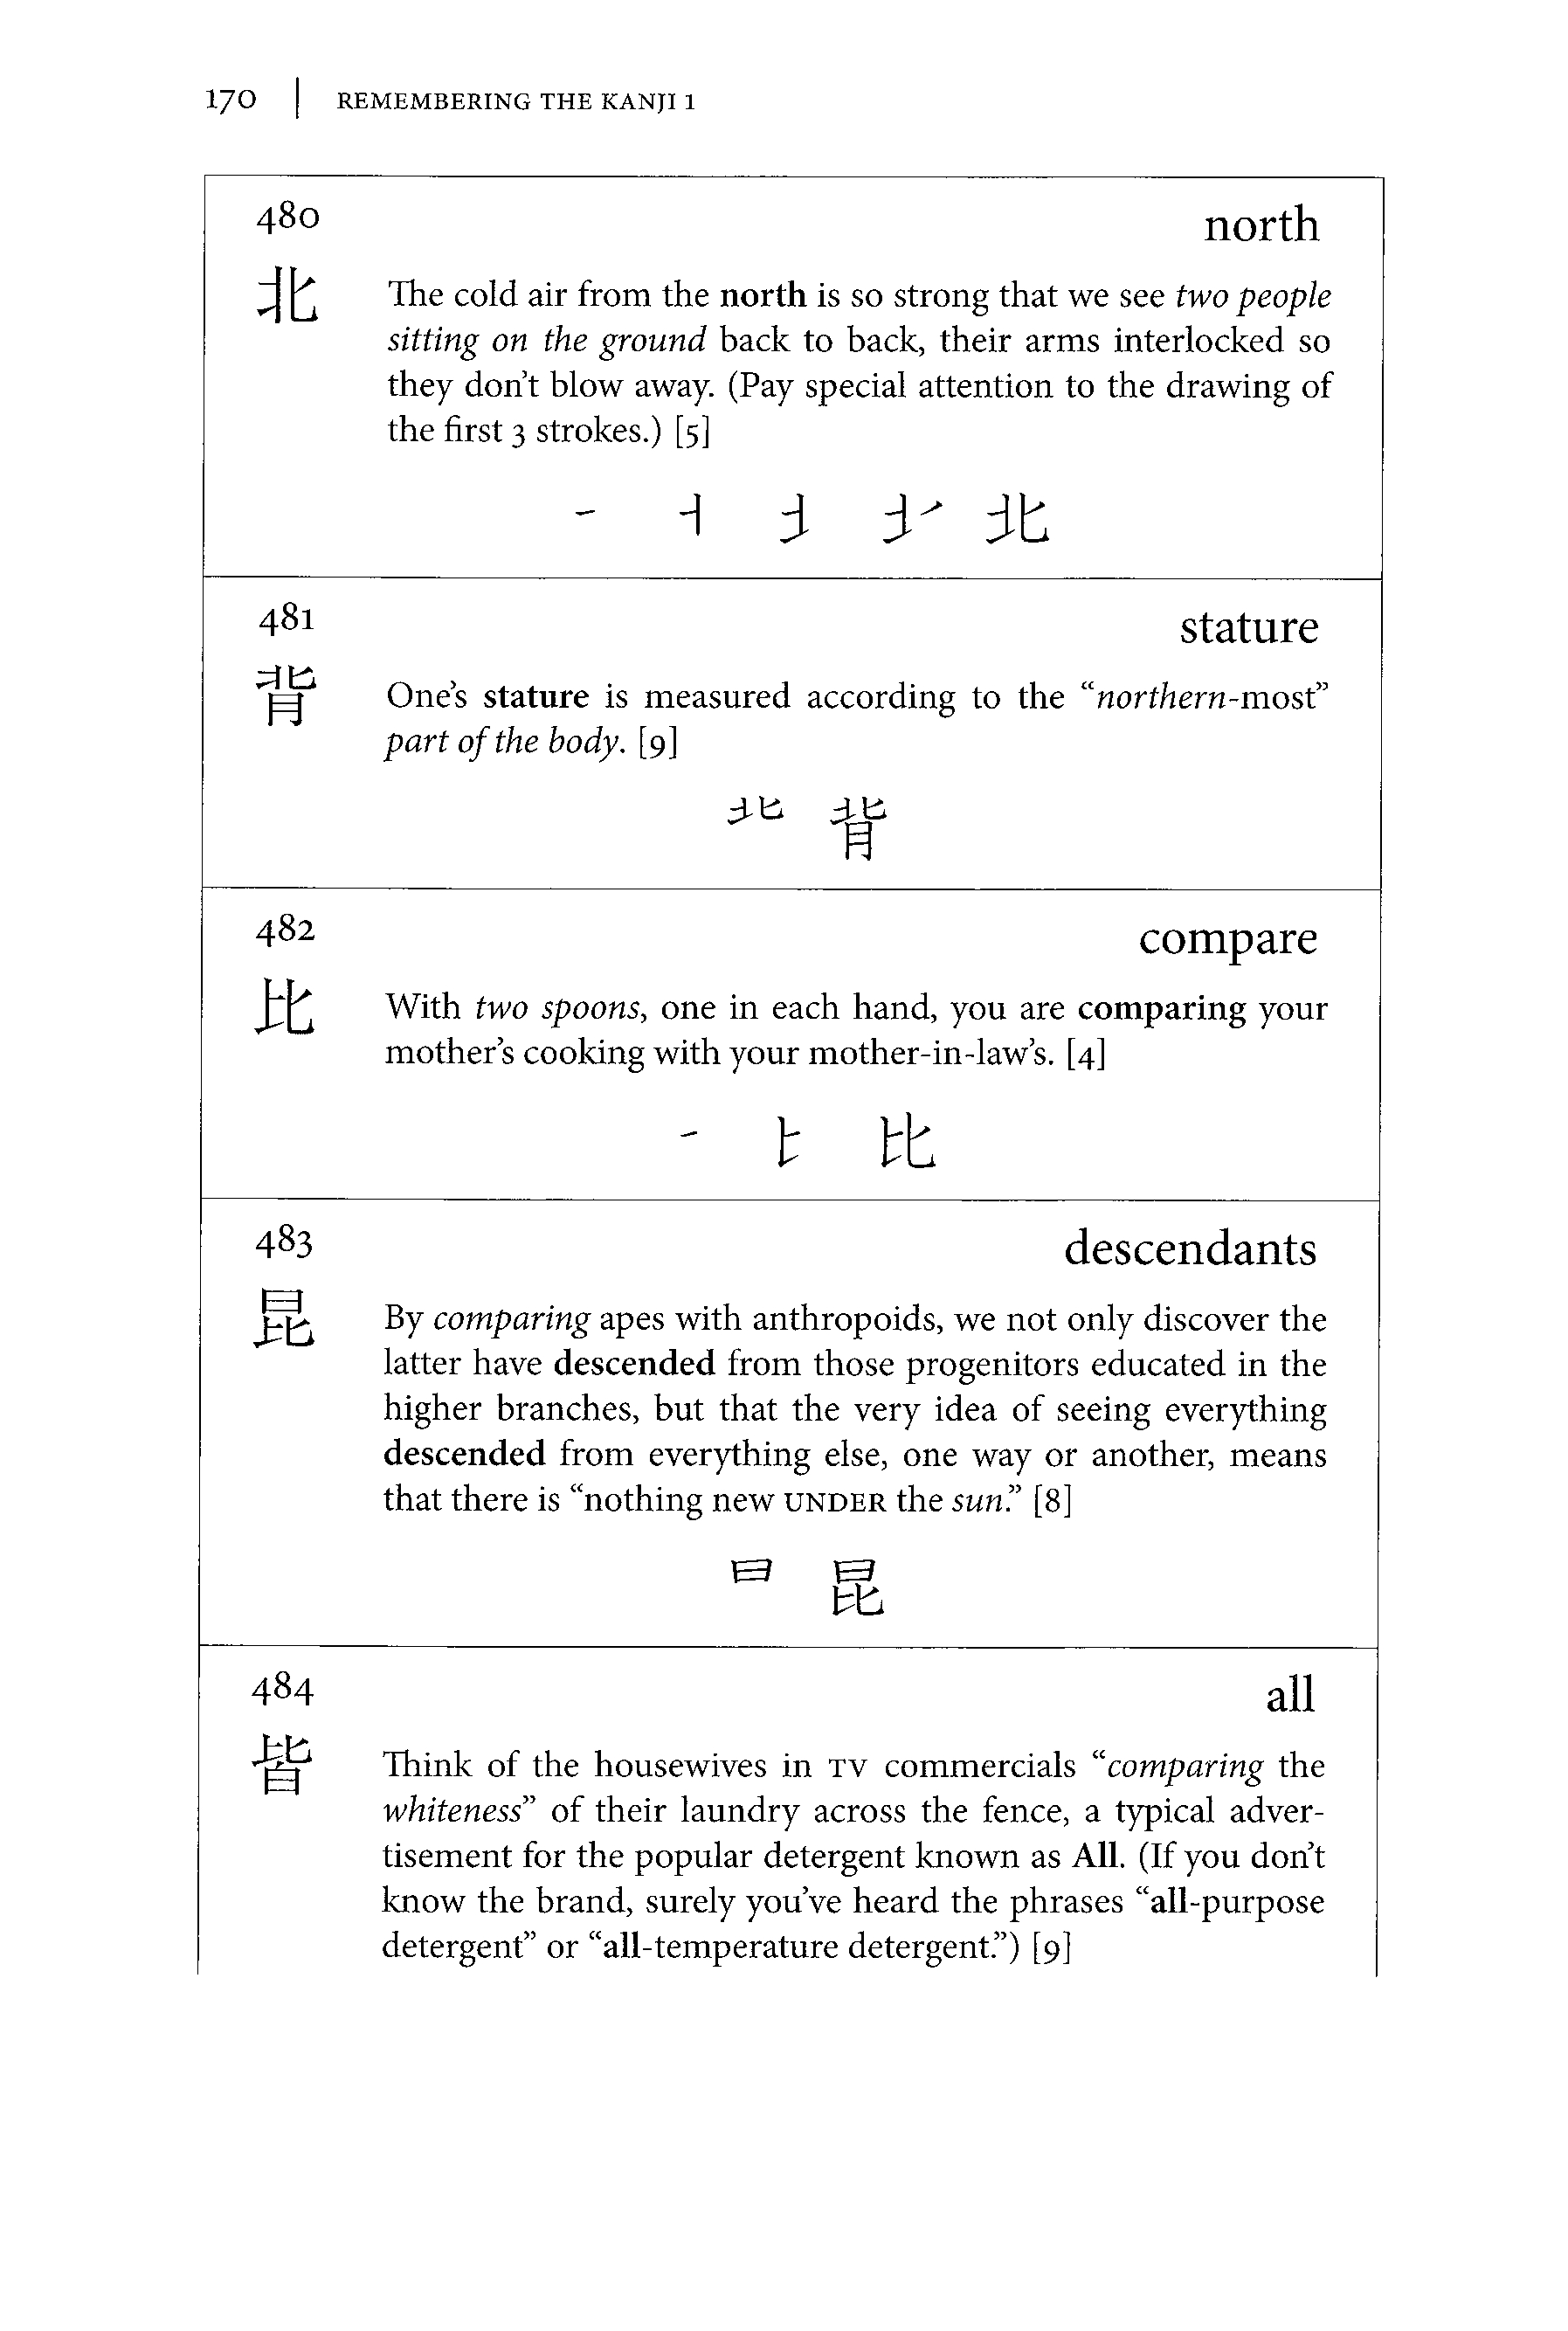 170 | REMEMBERING THE KANJI 1
480 north
北 The cold air from the north is so strong that we see two people
sitting on the ground back to back, their arms interlocked so
they don’t blow away. (Pay special attention to the drawing of
the first 3 strokes.) [5]
北
481 stature
背 One’s stature is measured according to the “northern-most”
part of the body. [9]
背
482 compare
比 With two spoons, one in each hand, you are comparing your
mother’s cooking with your mother-in-law’s. [4]
比
483 descendants
昆 By comparing apes with anthropoids, we not only discover the
latter have descended from those progenitors educated in the
higher branches, but that the very idea of seeing everything
descended from everything else, one way or another, means
that there is “nothing new UNDER the sun.” [8]
日 昆
484 all
皆 Think of the housewives in TV commercials “comparing the
whiteness” of their laundry across the fence, a typical adver-
tisement for the popular detergent known as All. (If you don’t
know the brand, surely you’ve heard the phrases “all-purpose
detergent” or “all-temperature detergent.”) [9]